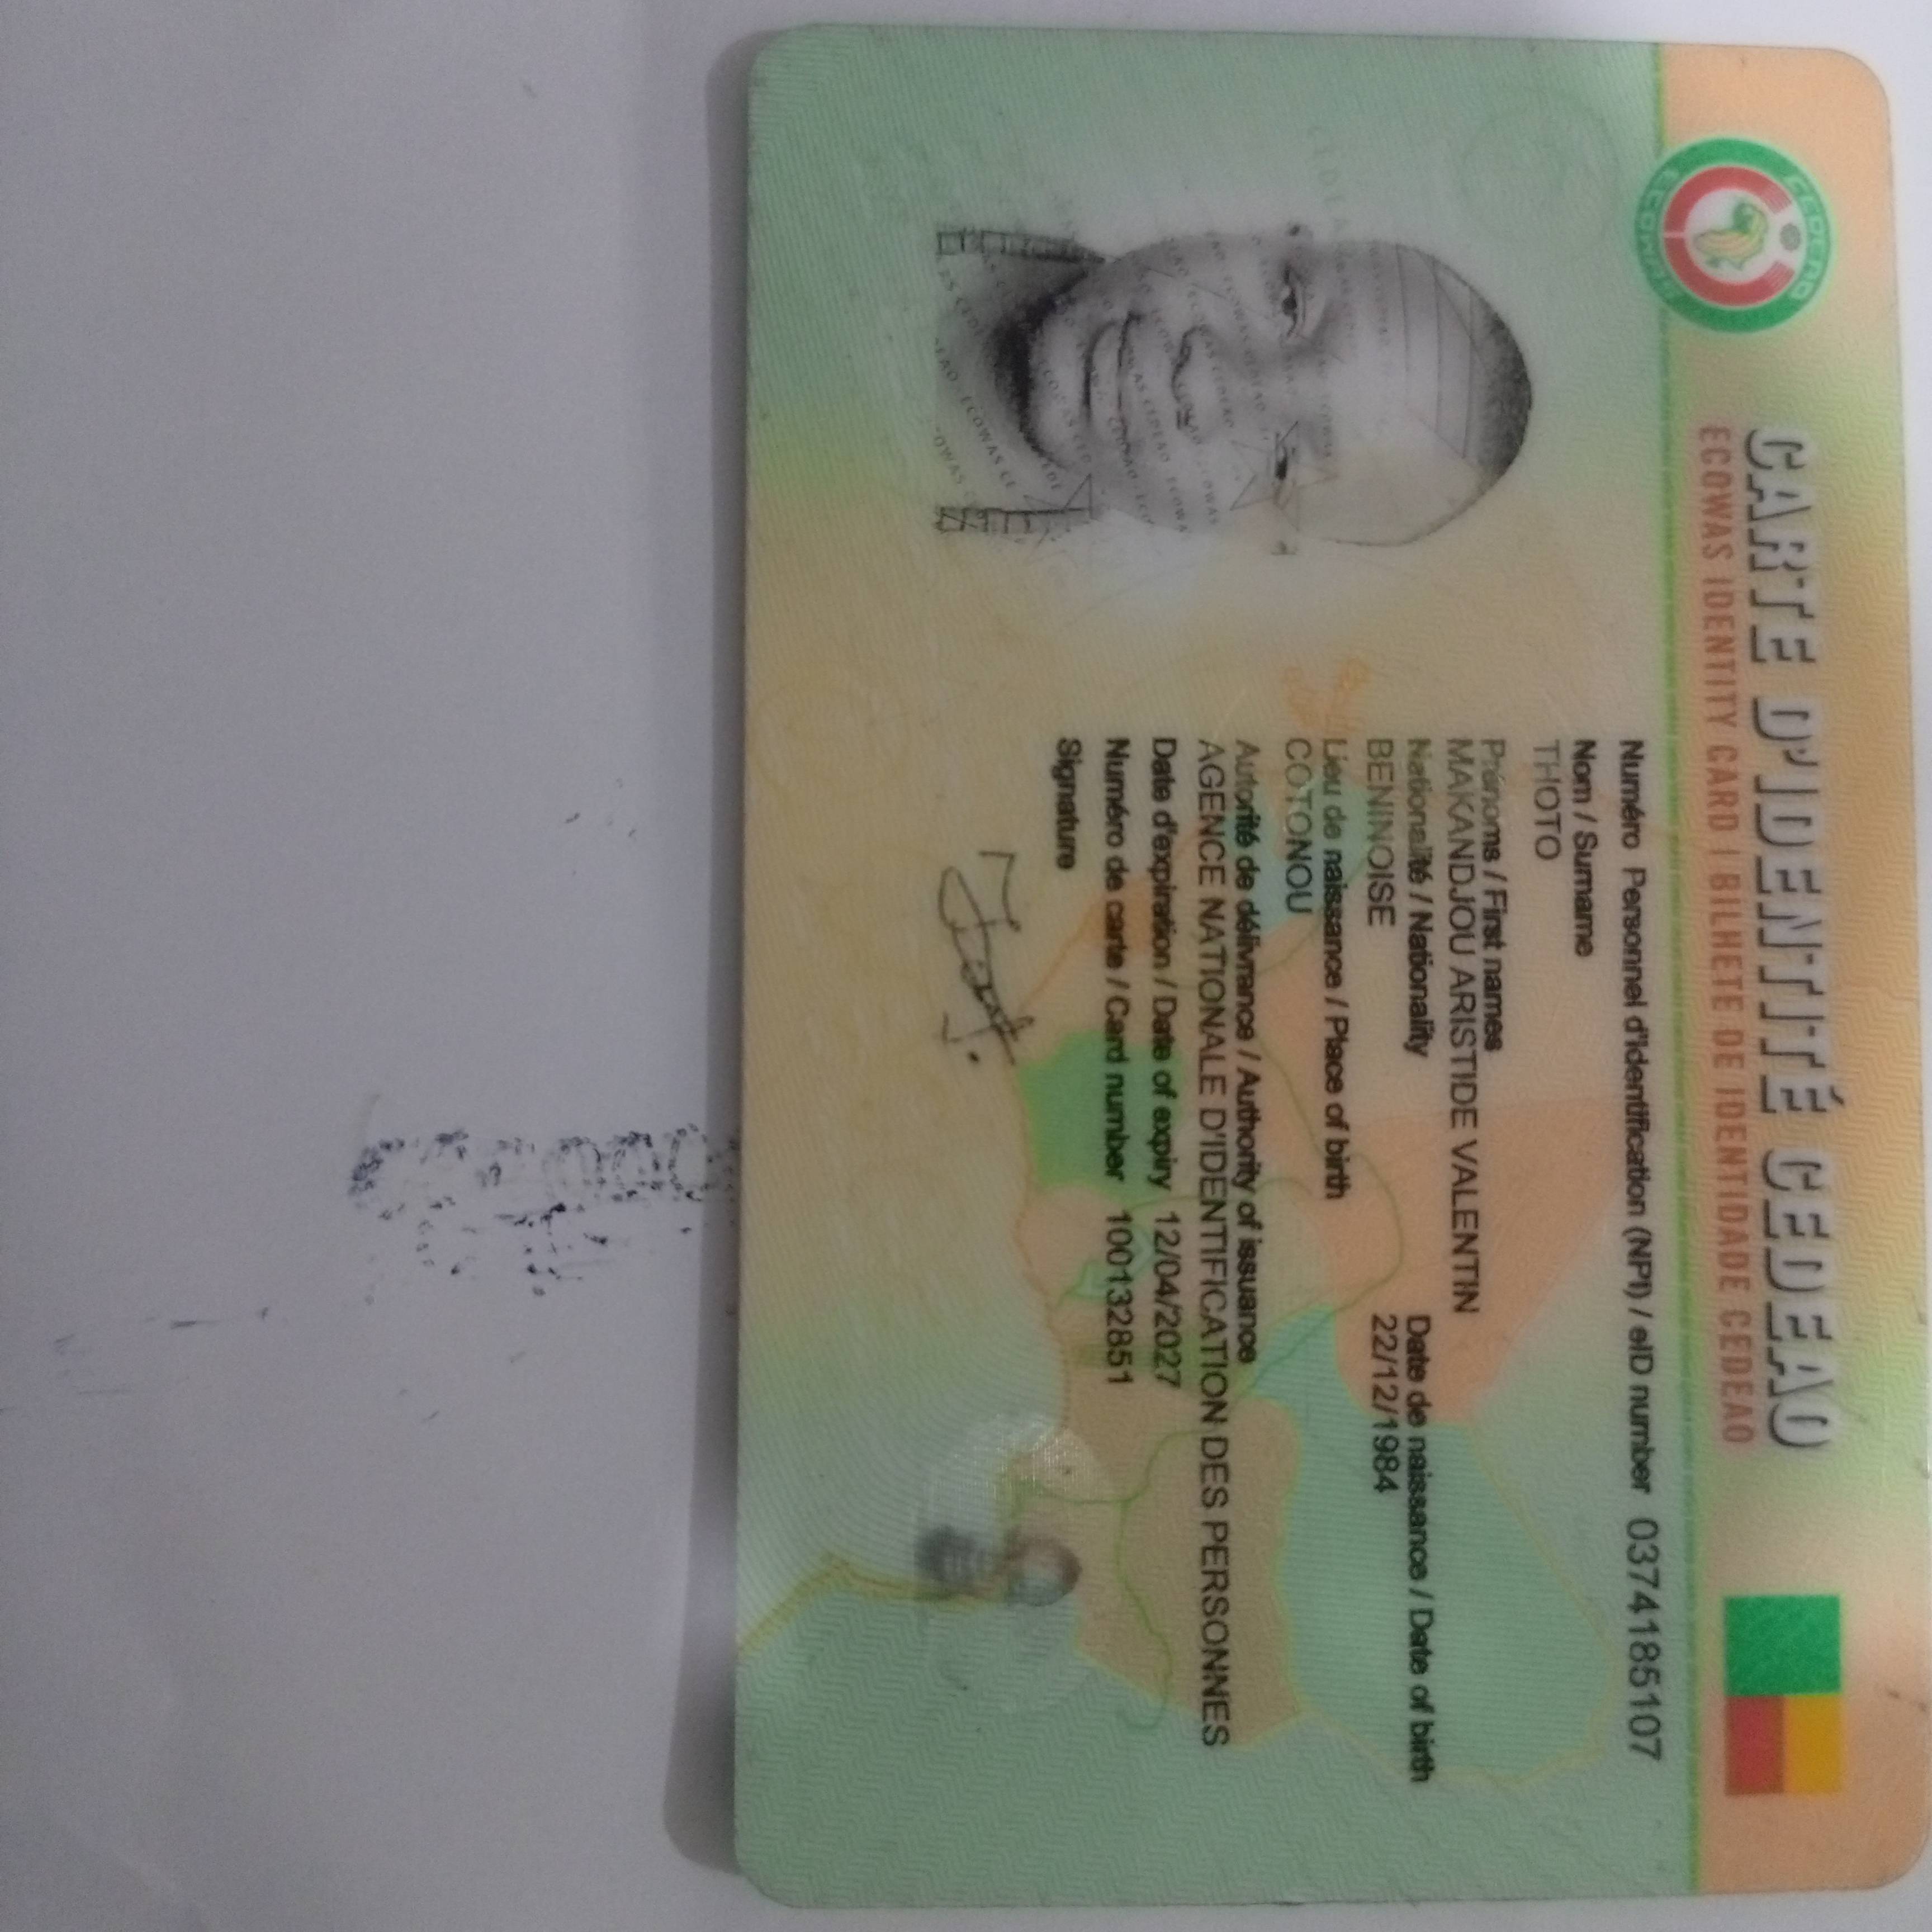 CARTE D'IDENTITÉ CEDEAO
ECOWAS IDENTITY CARD | BILHETE DE IDENTIDADE CEDEAO
CEDEAO
ECOWAS
Numéro Personnel d'Identification (NPI) / eID number 0374185107
Nom / Surname
THOTO
Prénoms / First names
MAKANDJOU ARISTIDE VALENTIN
Nationalité / Nationality
BENINOISE
Date de naissance / Date of birth
22/12/1984
Lieu de naissance / Place of birth
COTONOU
Autorité de délivrance / Authority of issuance
AGENCE NATIONALE D'IDENTIFICATION DES PERSONNES
Date d'expiration / Date of expiry 12/04/2027
Numéro de carte / Card number 100132851
Signature